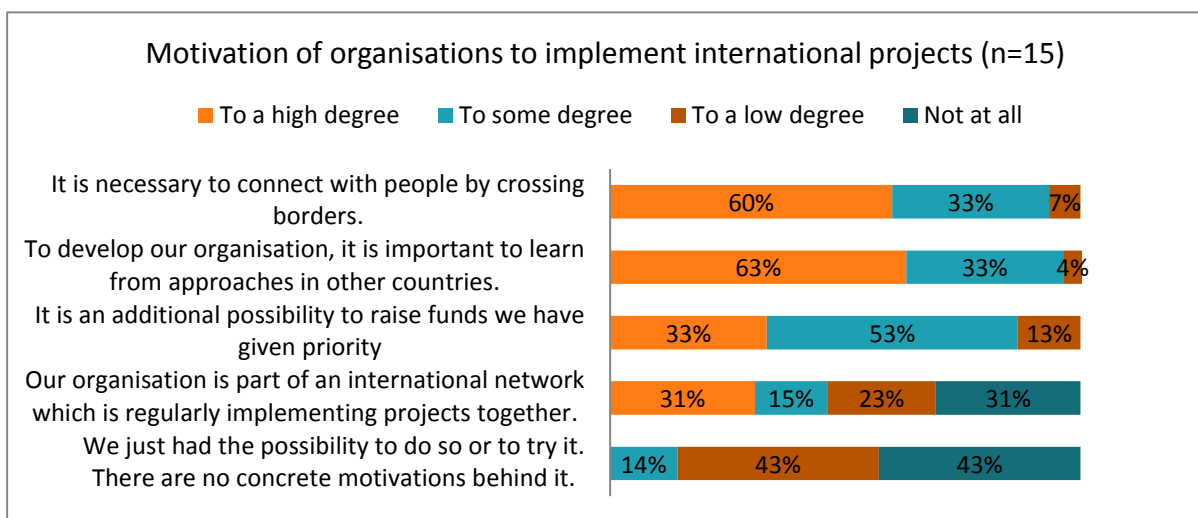 Motivation of organisations to implement international projects (n=15)
To a high degree To some degree To a low degree Not at all
It is necessary to connect with people by crossing
borders.
60% 33% 7%
To develop our organisation, it is important to learn
from approaches in other countries.
63% 33% 4%
It is an additional possibility to raise funds we have
given priority
33% 53% 13%
Our organisation is part of an international network
which is regularly implementing projects together.
31% 15% 23% 31%
We just had the possibility to do so or to try it.
There are no concrete motivations behind it.
14% 43% 43%